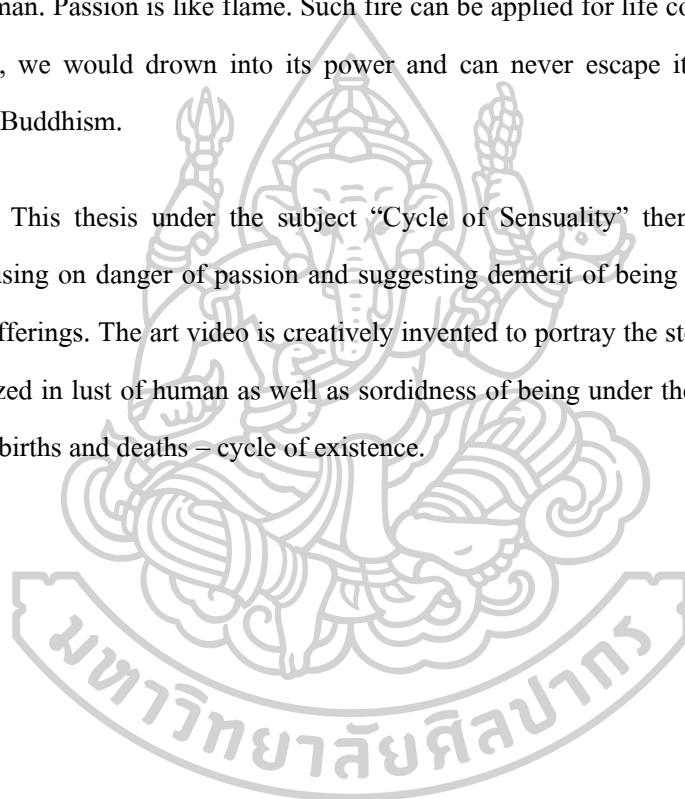 man. Passion is like flame. Such fire can be applied for life co
, we would drown into its power and can never escape it
Buddhism.
This thesis under the subject “Cycle of Sensuality” then
using on danger of passion and suggesting demerit of being
fferings. The art video is creatively invented to portray the st
zed in lust of human as well as sordidness of being under the
births and deaths – cycle of existence.
มหาวิทยาลัยศิลปากร